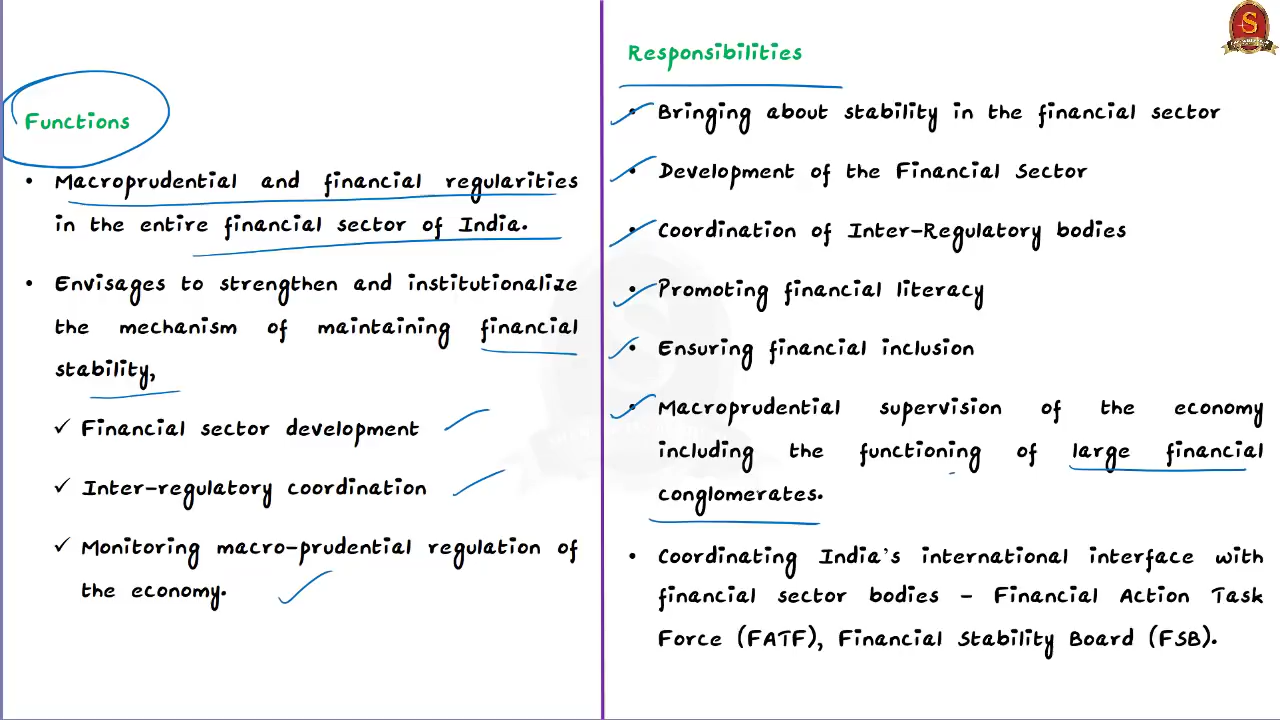 Functions
• Macroprudential and financial regularities
in the entire financial sector of India.
• Envisages to strengthen and institutionalize
the mechanism of maintaining financial
stability,
✓ Financial sector development
✓ Inter-regulatory coordination
✓ Monitoring macro-prudential regulation of
the economy.
Responsibilities
• Bringing about stability in the financial sector
• Development of the Financial Sector
• Coordination of Inter-Regulatory bodies
• Promoting financial literacy
• Ensuring financial inclusion
• Macroprudential supervision of the economy
including the functioning of large financial
conglomerates.
• Coordinating India's international interface with
financial sector bodies – Financial Action Task
Force (FATF), Financial Stability Board (FSB).
S